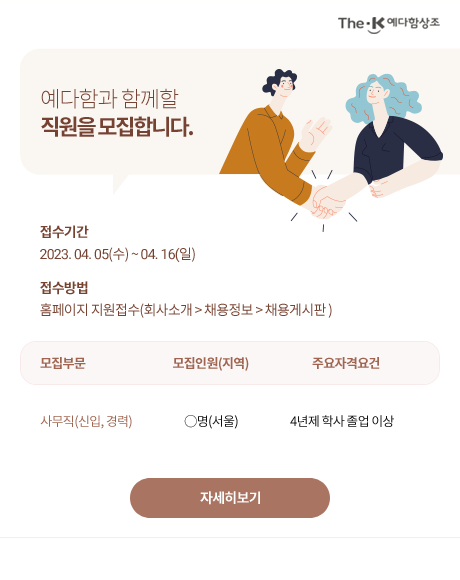 The-K 예다함상조
예다함과 함께할
직원을 모집합니다.
접수기간
2023. 04. 05(수) ~ 04. 16(일)
접수방법
홈페이지 지원접수(회사소개 > 채용정보 > 채용게시판 )
모집부문 모집인원(지역) 주요자격요건
사무직(신입, 경력) ○명(서울) 4년제 학사 졸업 이상
자세히보기